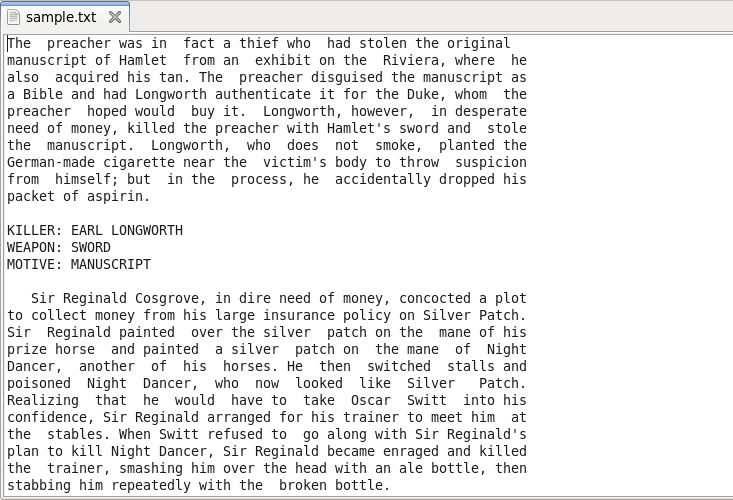 sample.txt
The  preacher was in  fact a thief who  had stolen the original
manuscript of Hamlet  from an  exhibit on the  Riviera, where  he
also  acquired his tan. The  preacher disguised the manuscript as
a Bible and had Longworth authenticate it for the Duke, whom  the
preacher  hoped would  buy it.  Longworth, however,  in desperate
need of money, killed the preacher with Hamlet's sword and  stole
the  manuscript.  Longworth,  who  does  not  smoke,  planted the
German-made cigarette near the  victim's body to throw  suspicion
from  himself; but  in the  process, he  accidentally dropped his
packet of aspirin.

KILLER: EARL LONGWORTH
WEAPON: SWORD
MOTIVE: MANUSCRIPT

   Sir Reginald Cosgrove, in dire need of money, concocted a plot
to collect money from his large insurance policy on Silver Patch.
Sir  Reginald painted  over the silver  patch on the  mane of his
prize horse  and painted  a silver  patch on  the mane  of  Night
Dancer,  another  of  his  horses. He  then  switched  stalls and
poisoned  Night  Dancer,  who  now  looked  like  Silver   Patch.
Realizing  that  he  would  have to  take  Oscar  Switt  into his
confidence, Sir Reginald arranged for his trainer to meet him  at
the  stables. When Switt refused to  go along with Sir Reginald's
plan to kill Night Dancer, Sir Reginald became enraged and killed
the  trainer, smashing him over the head with an ale bottle, then
stabbing him repeatedly with the  broken bottle.